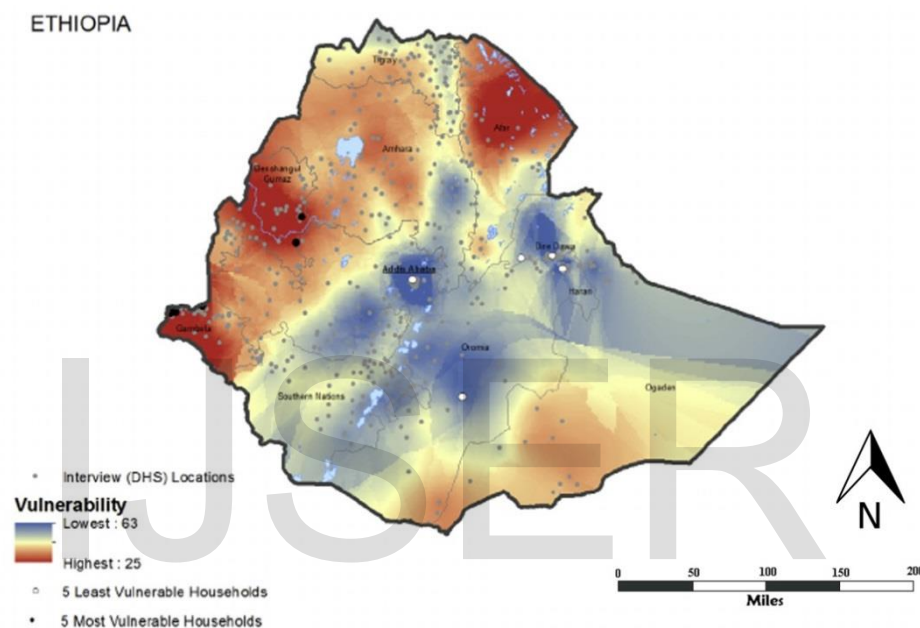 ETHIOPIA
Tigray
Afar
Amhara
Benshangul
Gumaz
Dire Dawa
Addis Ababa
Harari
Gambela
Oromia
Ogaden
Southern Nations
IJSER
Interview (DHS) Locations
Vulnerability
Lowest : 63
Highest : 25
5 Least Vulnerable Households
5 Most Vulnerable Households
N
0 50 100 150 200
Miles